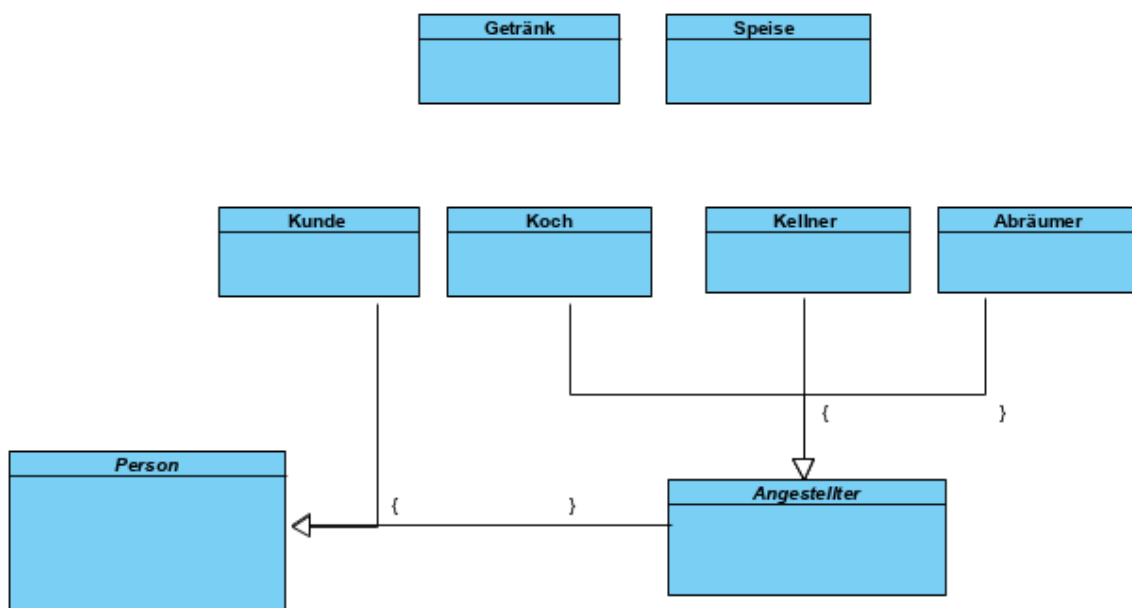 Getränk
Speise
Kunde
Koch
Kellner
Abräumer
{ }
Person
Angestellter
{ }